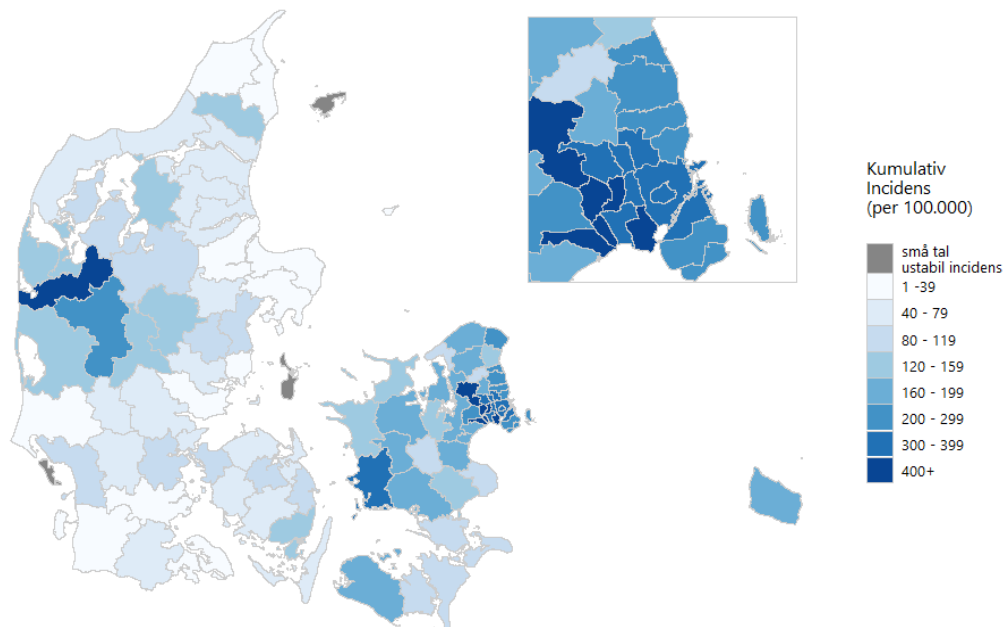 Kumulativ
Incidens
(per 100.000)
små tal
ustabil incidens
1 -39
40 - 79
80 - 119
120 - 159
160 - 199
200 - 299
300 - 399
400+